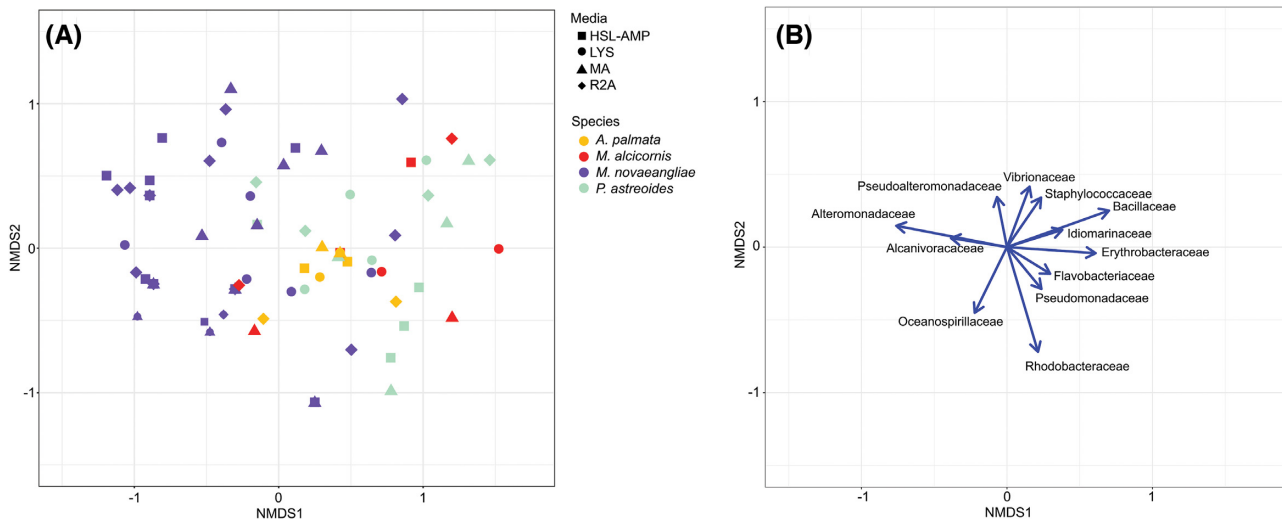 (A)
1
0
-1
NMDS2
-1
0
1
NMDS1
Media
HSL-AMP
LYS
MA
R2A
Species
A. palmata
M. alcicornis
M. novaeangliae
P. astreoides
(B)
1
0
-1
NMDS2
Vibrionaceae
Pseudoalteromonadaceae
Staphylococcaceae
Bacillaceae
Alteromonadaceae
Idiomarinaceae
Alcanivoracaceae
Erythrobacteraceae
Flavobacteriaceae
Pseudomonadaceae
Oceanospirillaceae
Rhodobacteraceae
-1
0
1
NMDS1